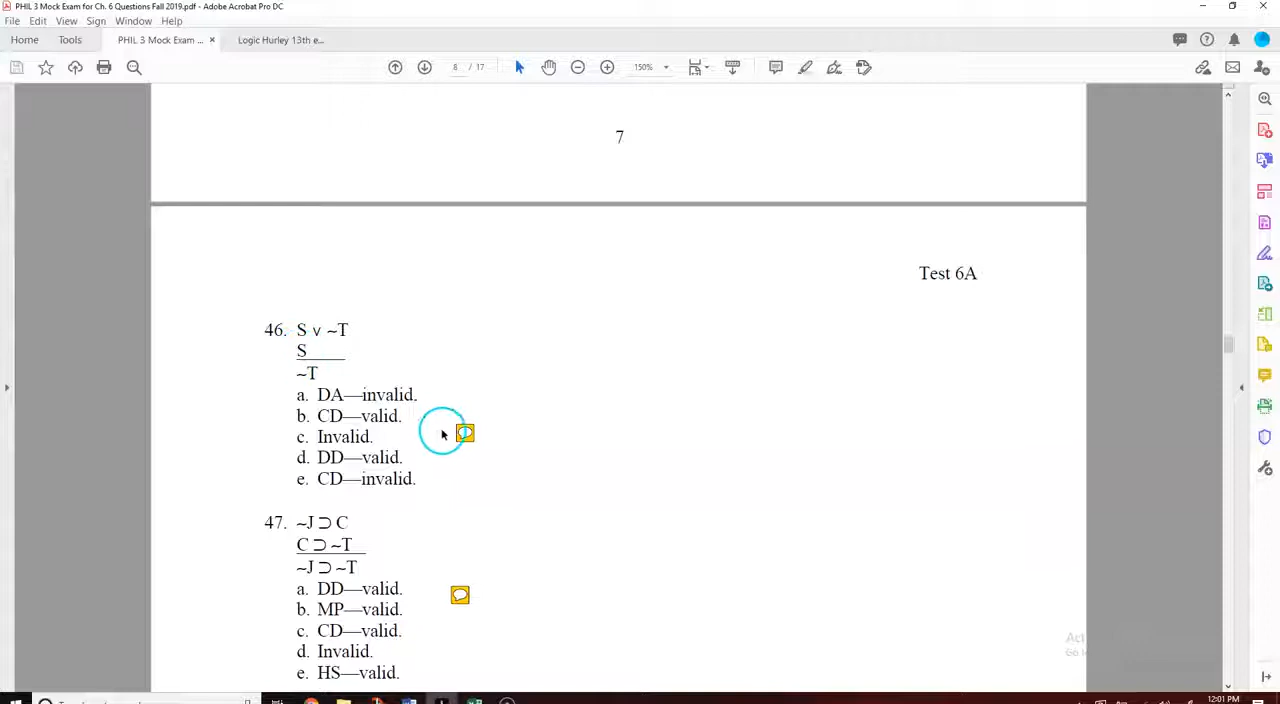 PHIL 3 Mock Exam for Ch. 6 Questions Fall 2019.pdf - Adobe Acrobat Pro DC
File Edit View Sign Window Help
Home Tools PHIL 3 Mock Exam ... × Logic Hurley 13th e...
8 / 17 150%
7
Test 6A
46. S v ~T
S
~T
a. DA—invalid.
b. CD—valid.
c. Invalid.
d. DD—valid.
e. CD—invalid.
47. ~J ⊃ C
C ⊃ ~T
~J ⊃ ~T
a. DD—valid.
b. MP—valid.
c. CD—valid.
d. Invalid.
e. HS—valid.
12:01 PM